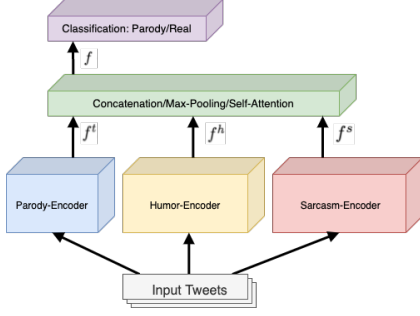 Classification: Parody/Real
f
Concatenation/Max-Pooling/Self-Attention
f^t
f^h
f^s
Parody-Encoder
Humor-Encoder
Sarcasm-Encoder
Input Tweets